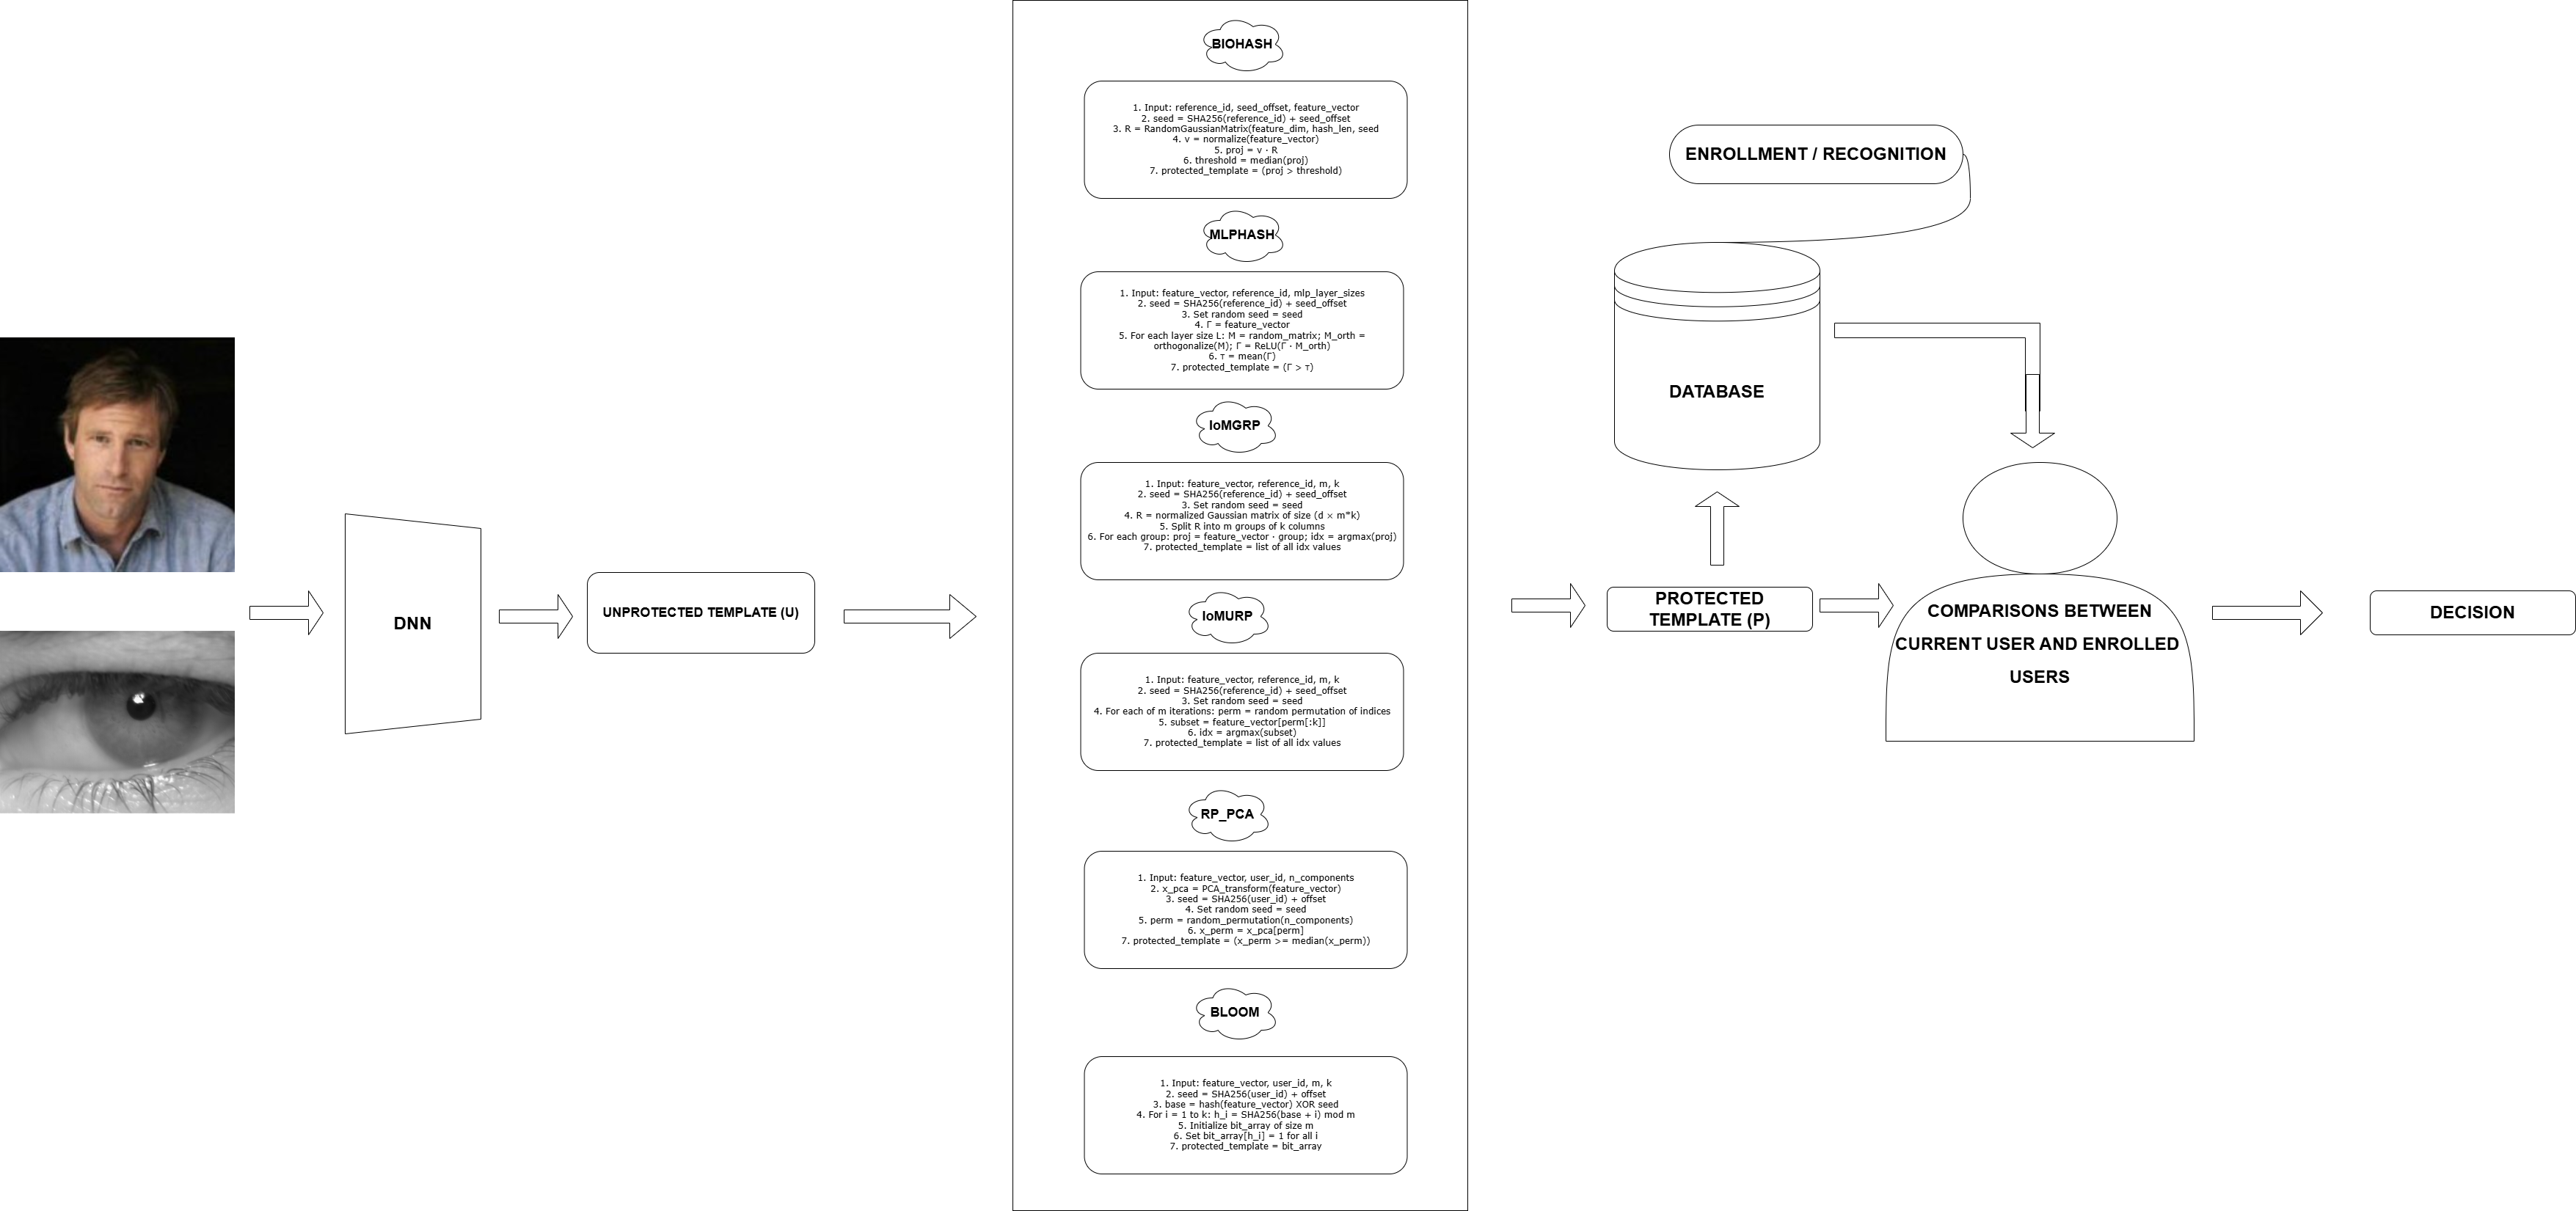 BIOHASH
1. Input: reference_id, seed_offset, feature_vector
2. seed = SHA256(reference_id) + seed_offset
3. R = RandomGaussianMatrix(feature_dim, hash_len, seed
4. v = normalize(feature_vector)
5. proj = v · R
6. threshold = median(proj)
7. protected_template = (proj > threshold)
MLPHASH
1. Input: feature_vector, reference_id, mlp_layer_sizes
2. seed = SHA256(reference_id) + seed_offset
3. Set random seed = seed
4. Γ = feature_vector
5. For each layer size L: M = random_matrix; M_orth =
orthogonalize(M); Γ = ReLU(Γ · M_orth)
6. τ = mean(Γ)
7. protected_template = (Γ > τ)
IoMGRP
1. Input: feature_vector, reference_id, m, k
2. seed = SHA256(reference_id) + seed_offset
3. Set random seed = seed
4. R = normalized Gaussian matrix of size (d × m*k)
5. Split R into m groups of k columns
6. For each group: proj = feature_vector · group; idx = argmax(proj)
7. protected_template = list of all idx values
IoMURP
1. Input: feature_vector, reference_id, m, k
2. seed = SHA256(reference_id) + seed_offset
3. Set random seed = seed
4. For each of m iterations: perm = random permutation of indices
5. subset = feature_vector[perm[:k]]
6. idx = argmax(subset)
7. protected_template = list of all idx values
RP_PCA
1. Input: feature_vector, user_id, n_components
2. x_pca = PCA_transform(feature_vector)
3. seed = SHA256(user_id) + offset
4. Set random seed = seed
5. perm = random_permutation(n_components)
6. x_perm = x_pca[perm]
7. protected_template = (x_perm >= median(x_perm))
BLOOM
1. Input: feature_vector, user_id, m, k
2. seed = SHA256(user_id) + offset
3. base = hash(feature_vector) XOR seed
4. For i = 1 to k: h_i = SHA256(base + i) mod m
5. Initialize bit_array of size m
6. Set bit_array[h_i] = 1 for all i
7. protected_template = bit_array
DNN
UNPROTECTED TEMPLATE (U)
ENROLLMENT / RECOGNITION
DATABASE
PROTECTED
TEMPLATE (P)
COMPARISONS BETWEEN
CURRENT USER AND ENROLLED
USERS
DECISION